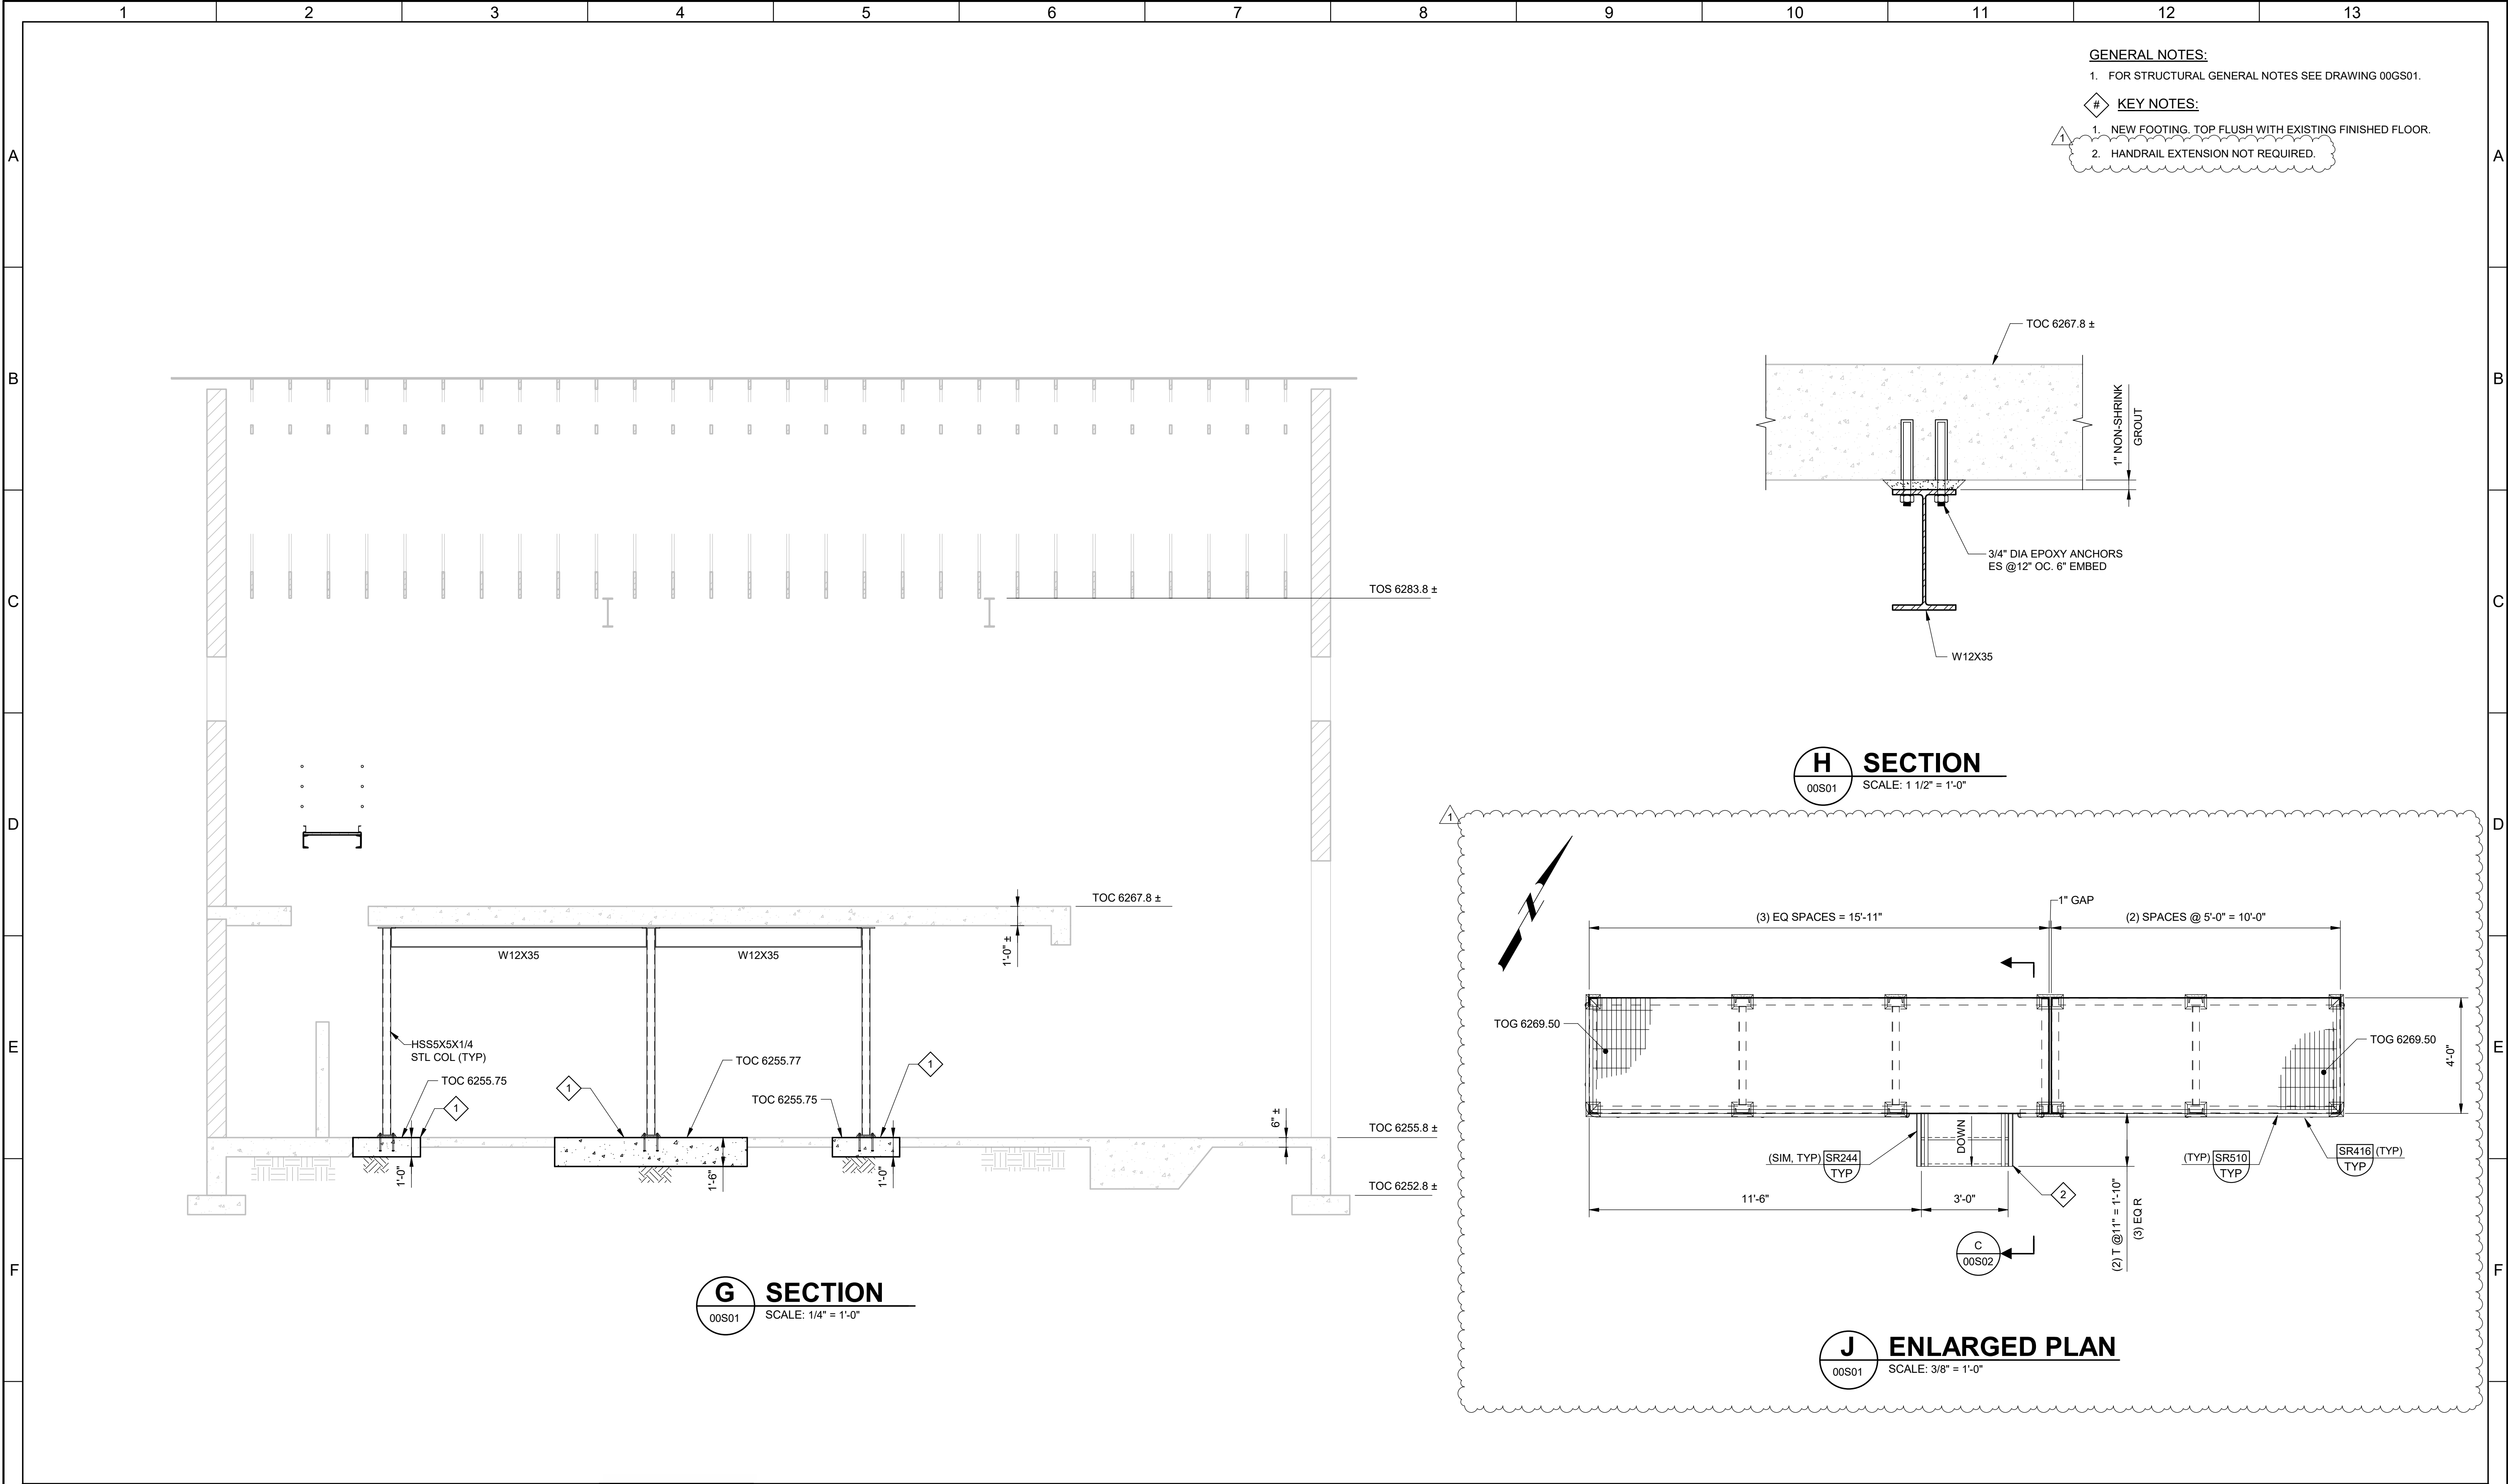 1 2 3 4 5 6 7 8 9 10 11 12 13
A
B
C
D
E
F
A
B
C
D
E
F
GENERAL NOTES:
1. FOR STRUCTURAL GENERAL NOTES SEE DRAWING 00GS01.
# KEY NOTES:
1. NEW FOOTING. TOP FLUSH WITH EXISTING FINISHED FLOOR.
1
2. HANDRAIL EXTENSION NOT REQUIRED.
TOS 6283.8 ±
TOC 6267.8 ±
1'-0" ±
W12X35
W12X35
HSS5X5X1/4
STL COL (TYP)
TOC 6255.75
1
1
TOC 6255.77
TOC 6255.75
1
6" ±
TOC 6255.8 ±
TOC 6252.8 ±
1'-0"
1'-6"
1'-0"
G SECTION
00S01
SCALE: 1/4" = 1'-0"
TOC 6267.8 ±
1" NON-SHRINK
GROUT
3/4" DIA EPOXY ANCHORS
ES @12" OC. 6" EMBED
W12X35
H SECTION
00S01
SCALE: 1 1/2" = 1'-0"
1
N
1" GAP
(3) EQ SPACES = 15'-11"
(2) SPACES @ 5'-0" = 10'-0"
TOG 6269.50
TOG 6269.50
4'-0"
DOWN
(SIM, TYP) SR244
TYP
(TYP) SR510
TYP
SR416 (TYP)
TYP
2
11'-6"
3'-0"
(2) T @11" = 1'-10"
(3) EQ R
C
00S02
J ENLARGED PLAN
00S01
SCALE: 3/8" = 1'-0"